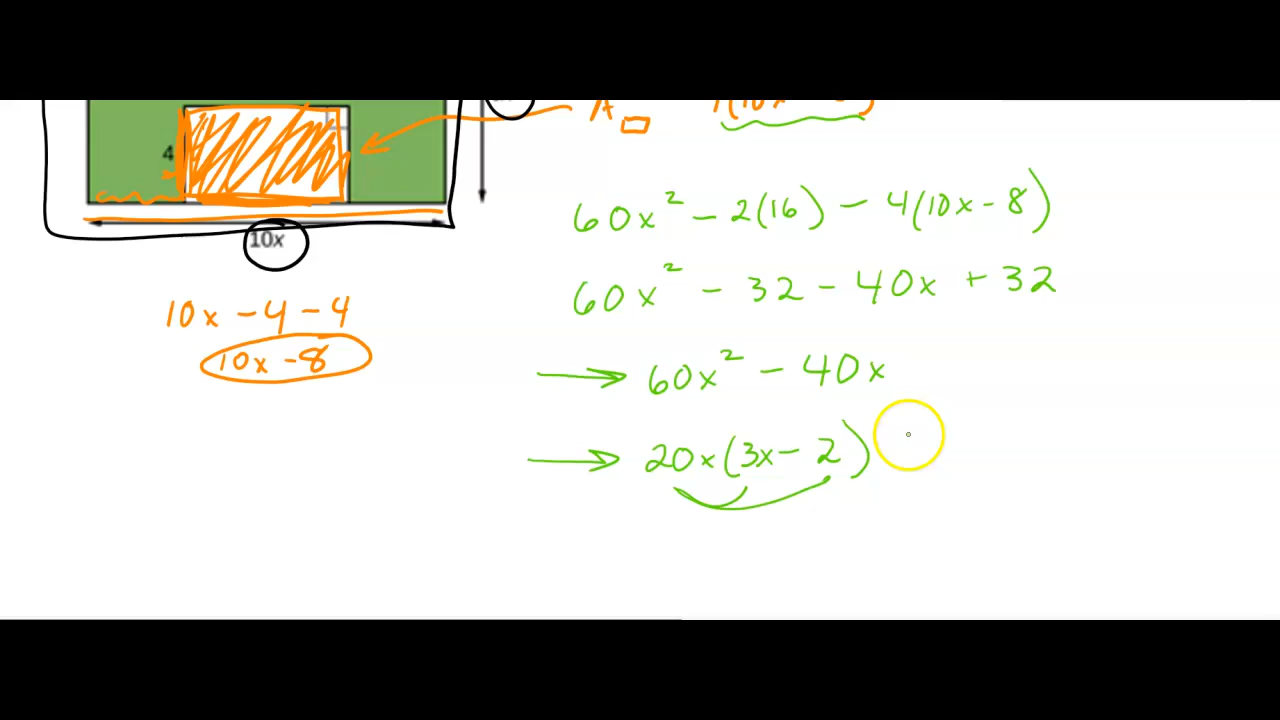 4
10x
10x - 4 - 4
10x - 8
60x² - 2(16) - 4(10x - 8)
60x² - 32 - 40x + 32
→ 60x² - 40x
→ 20x(3x - 2)